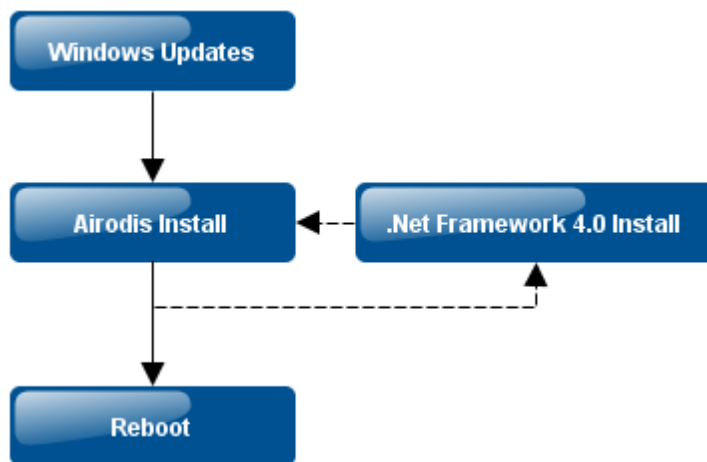 Windows Updates
Airodis Install
.Net Framework 4.0 Install
Reboot